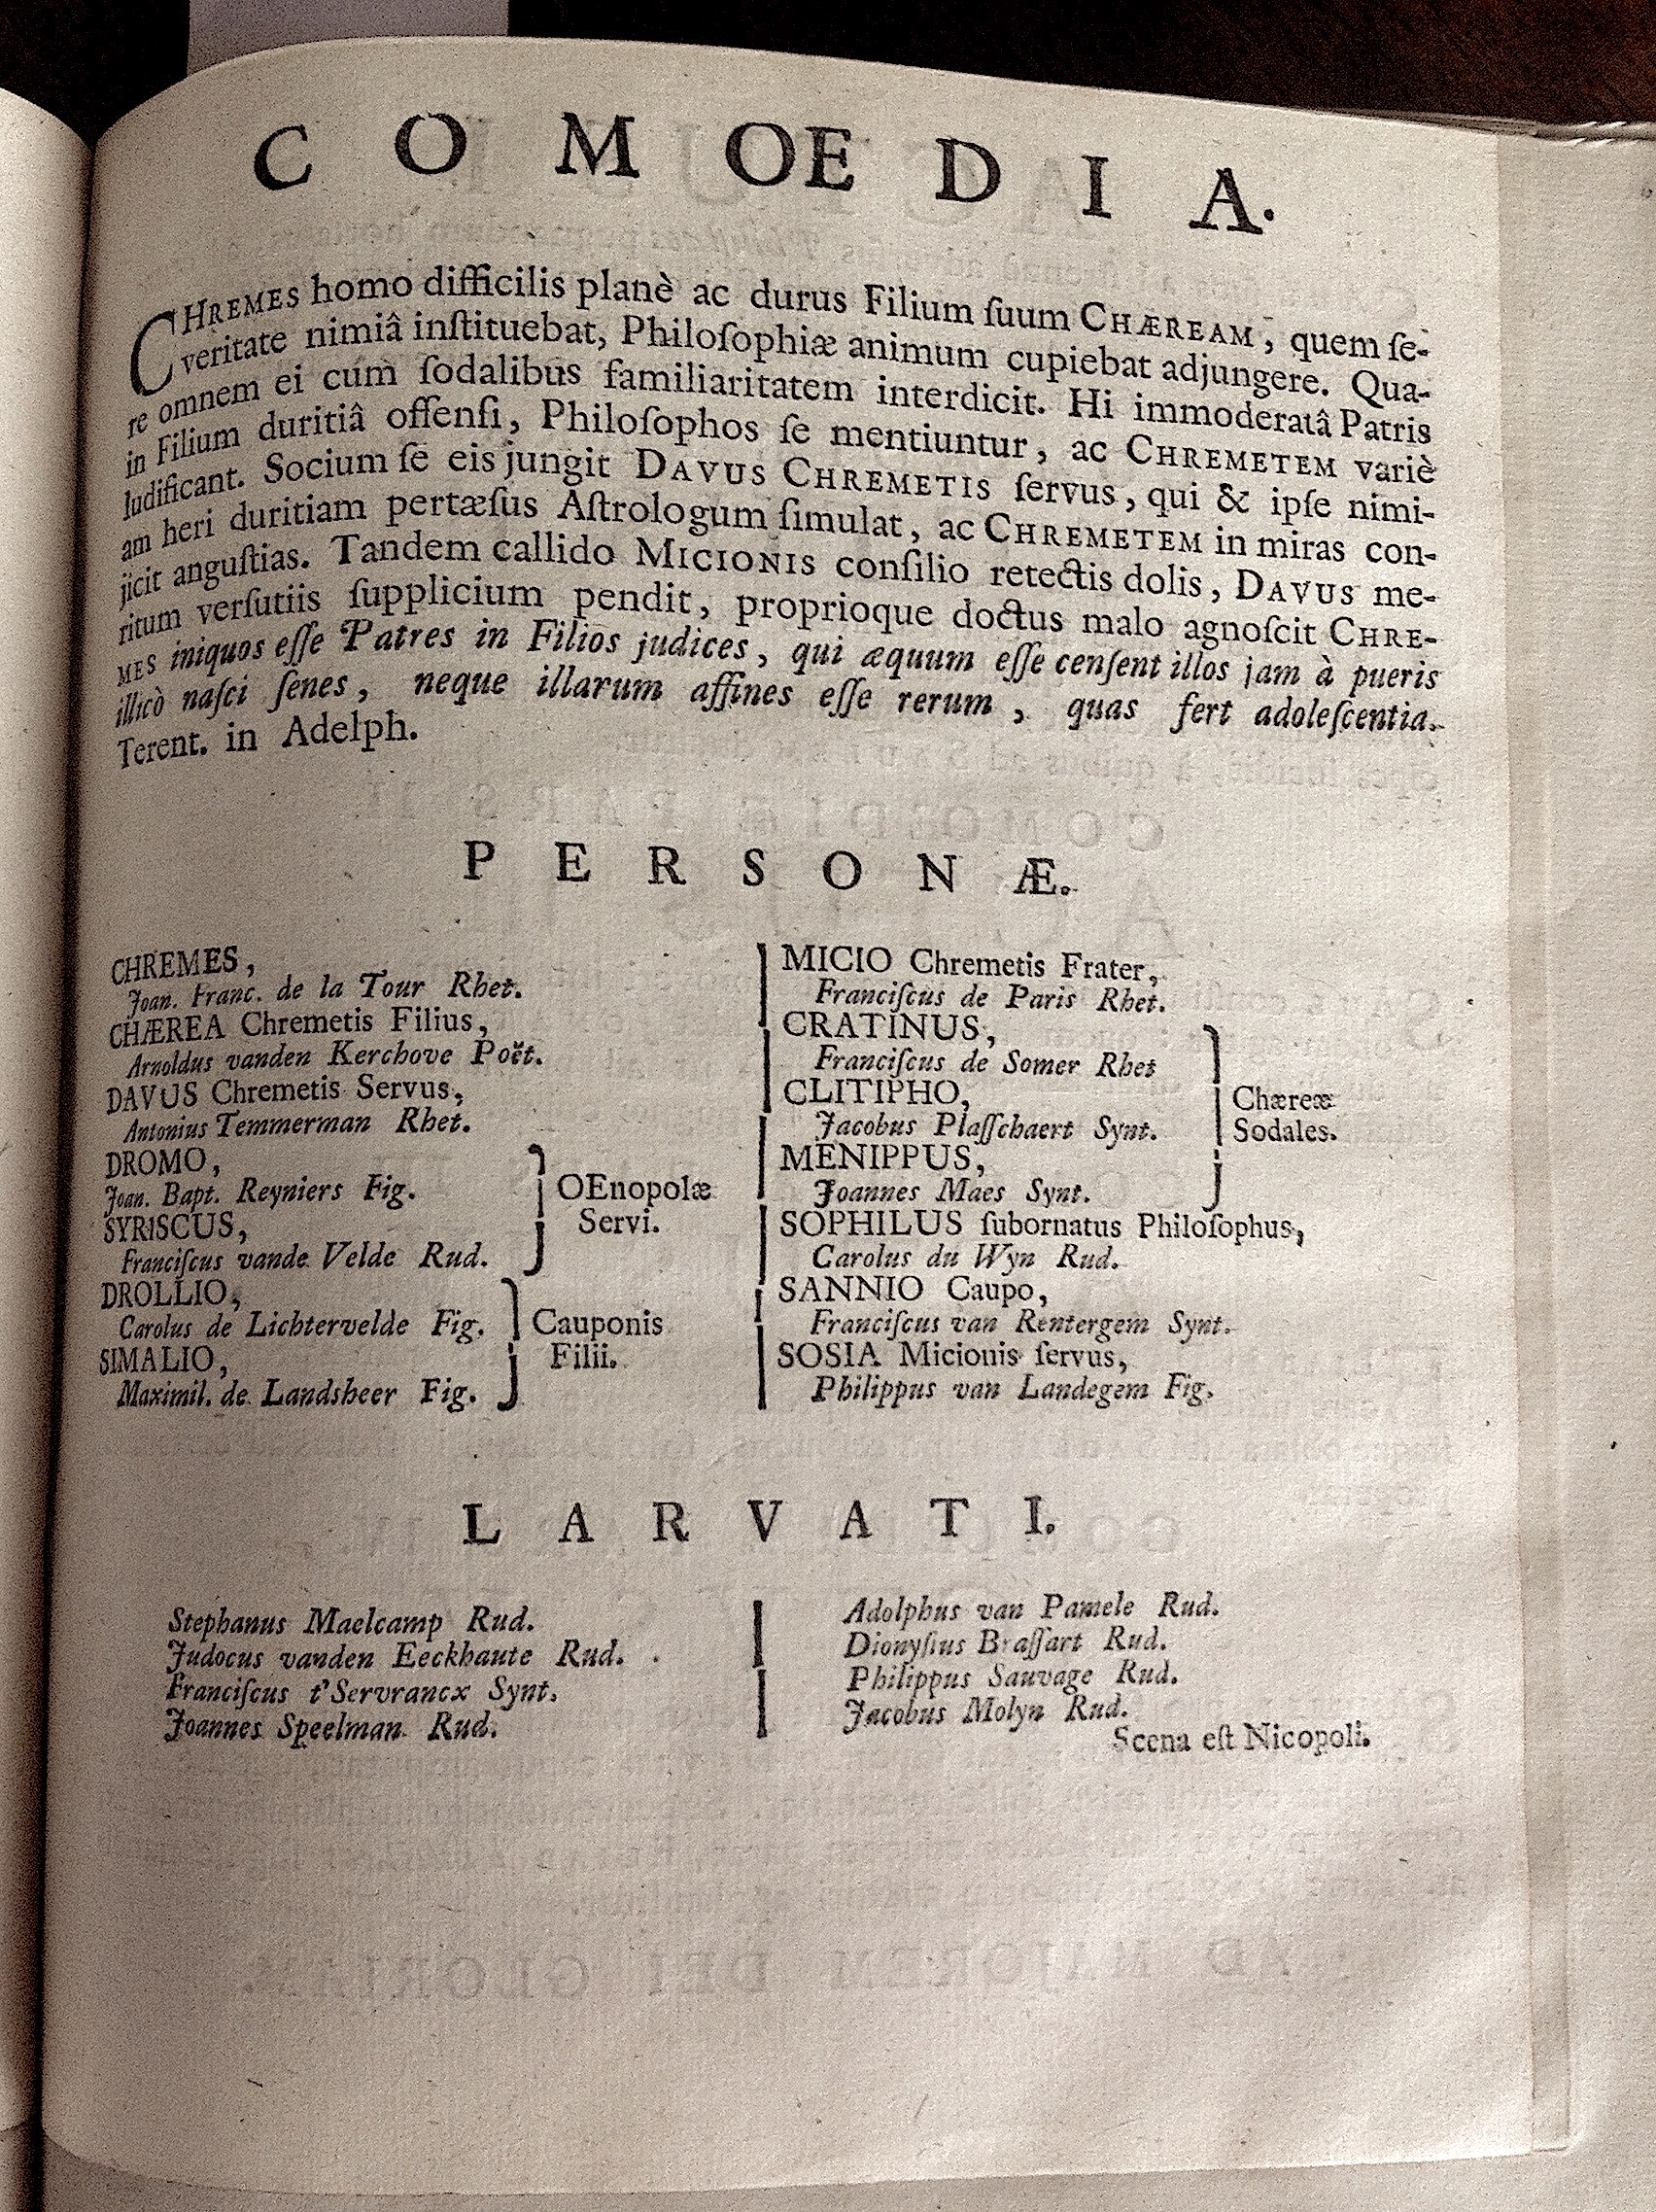 COMOEDIA.
CHREMES homo difficilis planè ac durus Filium ſuum CHÆREAM, quem ſe-
veritate nimiâ inſtituebat, Philoſophiæ animum cupiebat adjungere. Qua-
re omnem ei cum ſodalibus familiaritatem interdicit. Hi immoderatâ Patris
in Filium duritiâ offenſi, Philoſophos ſe mentiuntur, ac CHREMETEM variè
ludificant. Socium ſe eis jungit DAVUS CHREMETIS ſervus, qui & ipſe nimi-
am heri duritiam pertæſus Aſtrologum ſimulat, ac CHREMETEM in miras con-
jicit anguſtias. Tandem callido MICIONIS conſilio retectis dolis, DAVUS me-
ritum verſutiis ſupplicium pendit, proprioque doctus malo agnoſcit CHRE-
MES iniquos eſſe Patres in Filios judices, qui æquum eſſe cenſent illos jam à pueris
illicò naſci ſenes, neque illarum affines eſſe rerum, quas fert adoleſcentia.
Terent. in Adelph.
PERSONÆ.
CHREMES,
Joan. Franc. de la Tour Rhet.
CHÆREA Chremetis Filius,
Arnoldus vanden Kerchove Poët.
DAVUS Chremetis Servus,
Antonius Temmerman Rhet.
DROMO,
Joan. Bapt. Reyniers Fig.
SYRISCUS,
Franciſcus vande Velde Rud.
OEnopolæ
Servi.
DROLLIO,
Carolus de Lichtervelde Fig.
SIMALIO,
Maximil. de Landsheer Fig.
Cauponis
Filii.
MICIO Chremetis Frater,
Franciſcus de Paris Rhet.
CRATINUS,
Franciſcus de Somer Rhet
CLITIPHO,
Jacobus Plaſſchaert Synt.
MENIPPUS,
Joannes Maes Synt.
Chæreæ
Sodales.
SOPHILUS ſubornatus Philoſophus,
Carolus du Wyn Rud.
SANNIO Caupo,
Franciſcus van Rentergem Synt.
SOSIA Micionis ſervus,
Philippus van Landegem Fig.
LARVATI.
Stephanus Maelcamp Rud.
Judocus vanden Eeckhaute Rud.
Franciſcus t'Servrancx Synt.
Joannes Speelman Rud.
Adolphus van Pamele Rud.
Dionyſius Braſſart Rud.
Philippus Sauvage Rud.
Jacobus Molyn Rud.
Scena eſt Nicopoli.